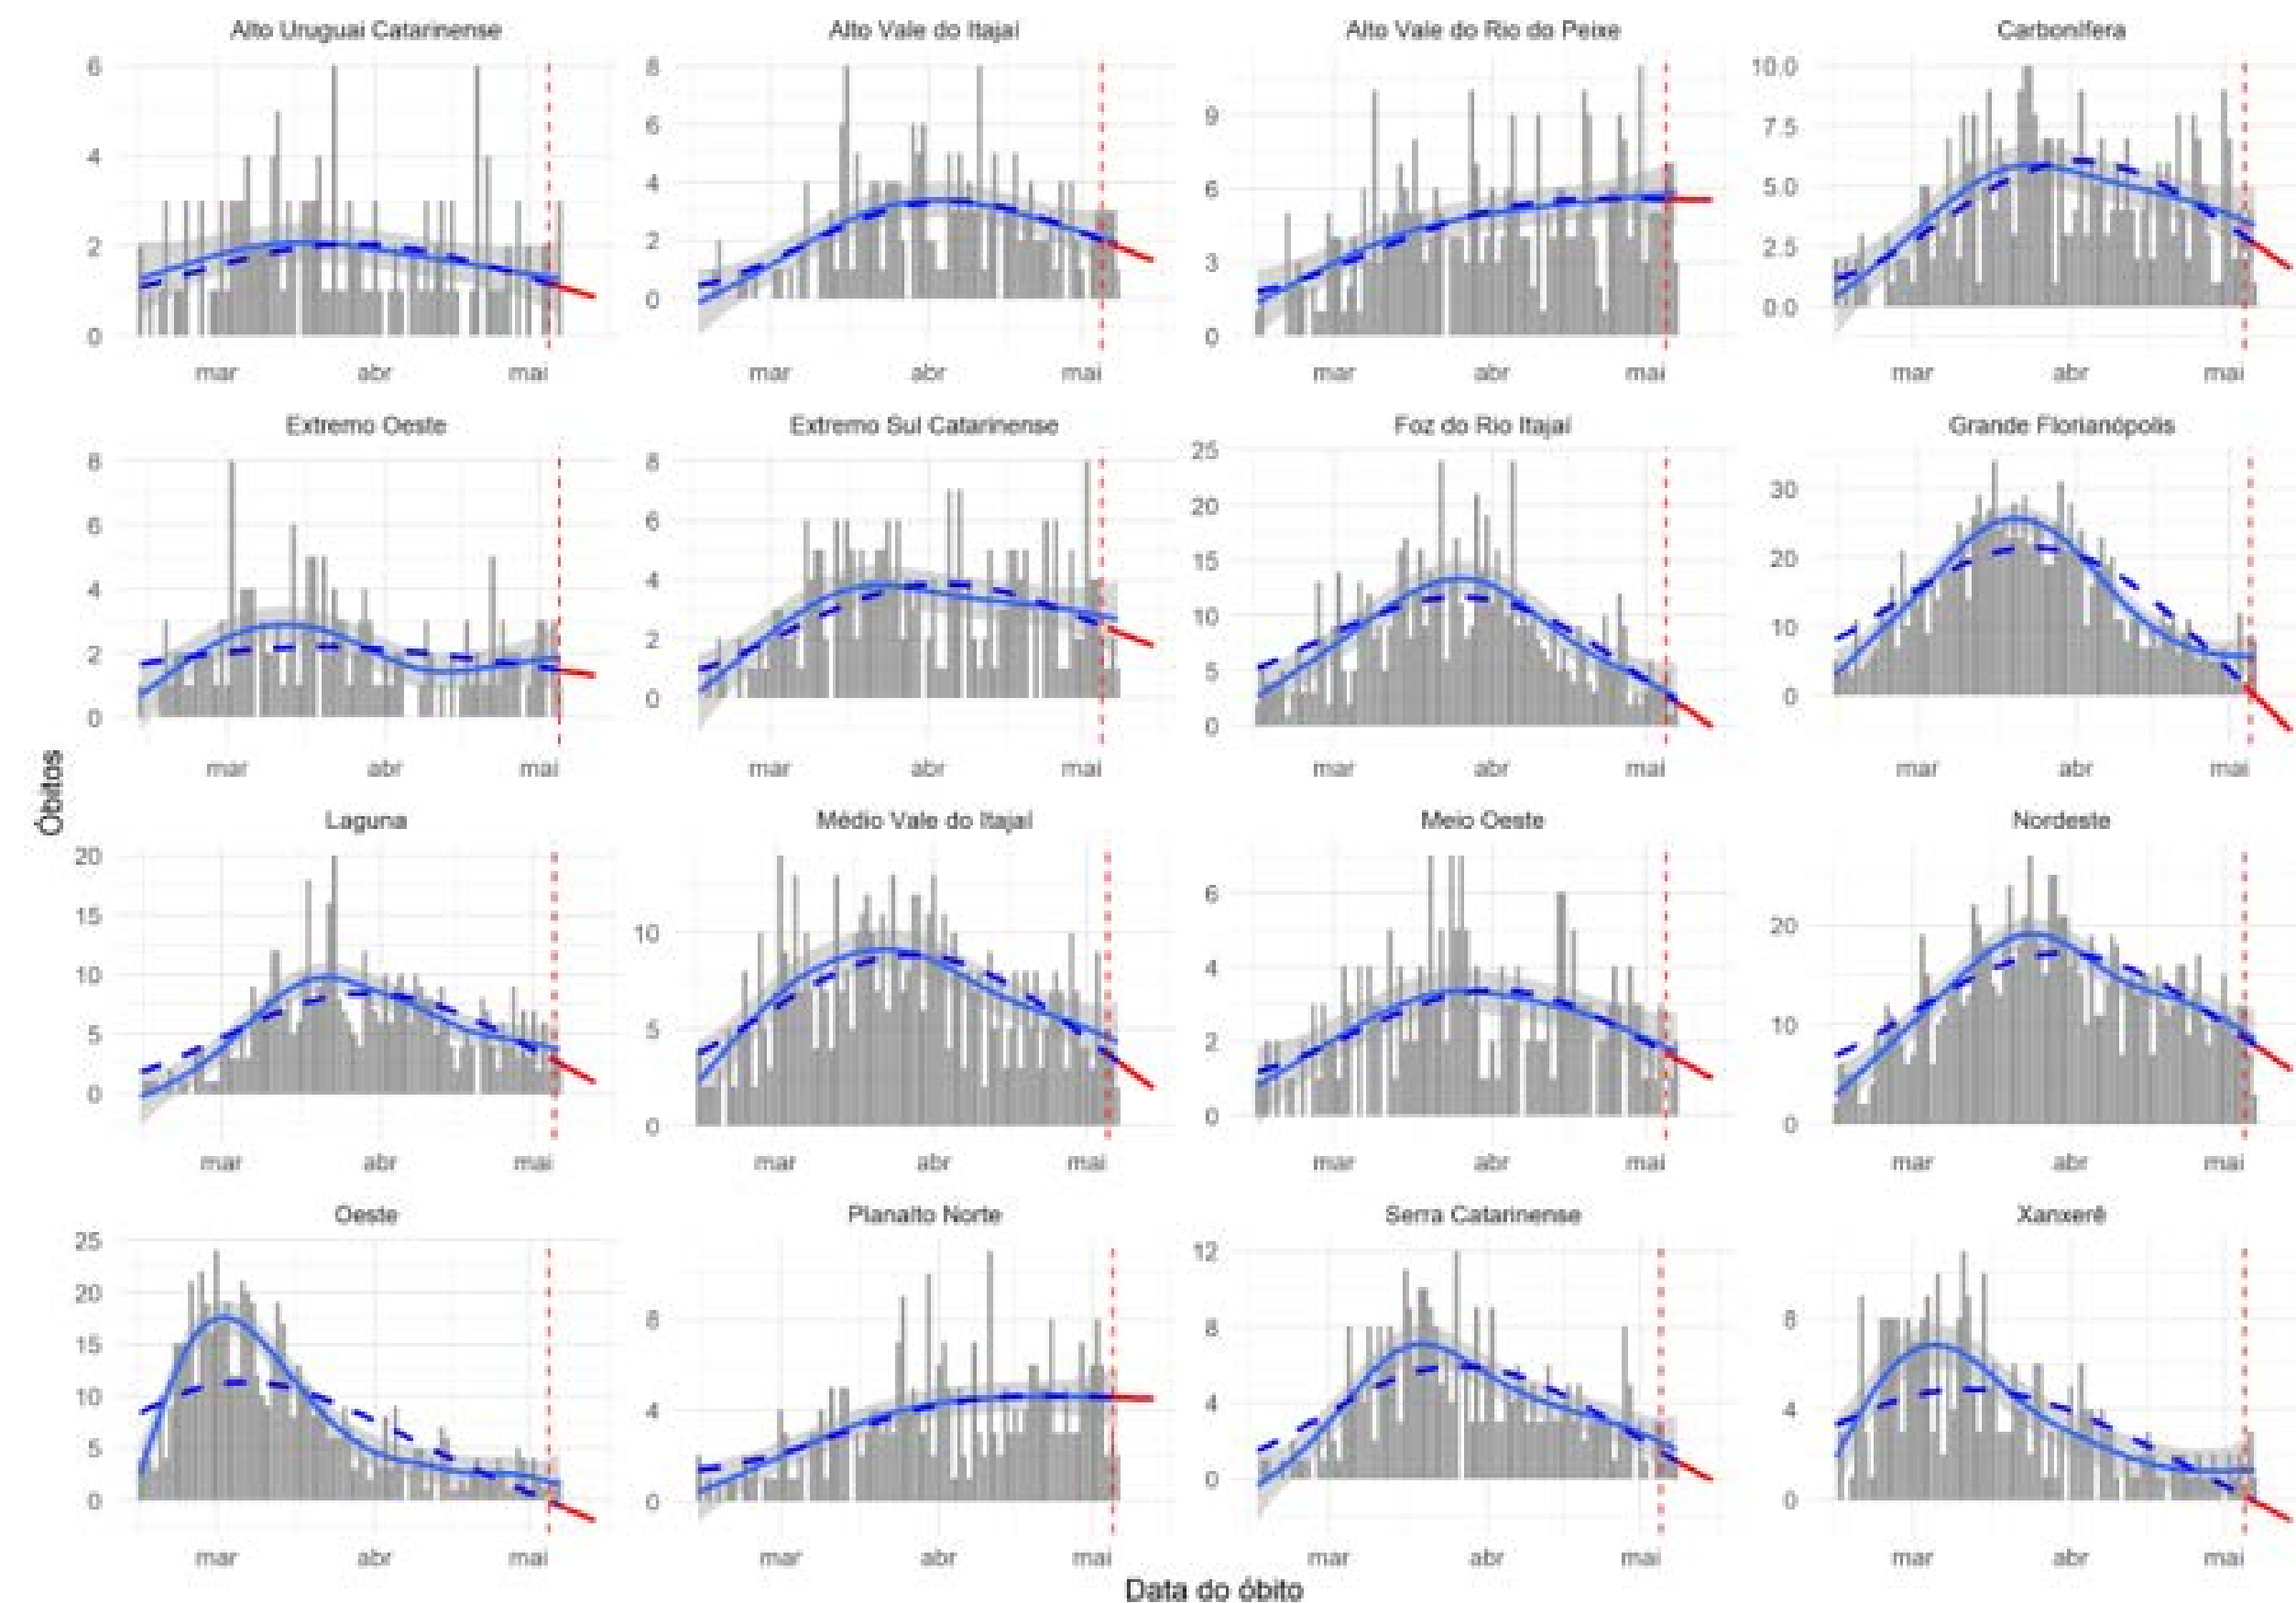 Alto Uruguai Catarinense
6
4
2
0
mar abr mai
Alto Vale do Itajaí
8
6
4
2
0
mar abr mai
Alto Vale do Rio do Peixe
9
6
3
0
mar abr mai
Carbonífera
10.0
7.5
5.0
2.5
0.0
mar abr mai
Extremo Oeste
8
6
4
2
0
mar abr mai
Extremo Sul Catarinense
8
6
4
2
0
mar abr mai
Foz do Rio Itajaí
25
20
15
10
5
0
mar abr mai
Grande Florianópolis
30
20
10
0
mar abr mai
Óbitos
Laguna
20
15
10
5
0
mar abr mai
Médio Vale do Itajaí
10
5
0
mar abr mai
Meio Oeste
6
4
2
0
mar abr mai
Nordeste
20
10
0
mar abr mai
Oeste
25
20
15
10
5
0
mar abr mai
Planalto Norte
8
4
0
mar abr mai
Serra Catarinense
12
8
4
0
mar abr mai
Xanxerê
8
4
0
mar abr mai
Data do óbito